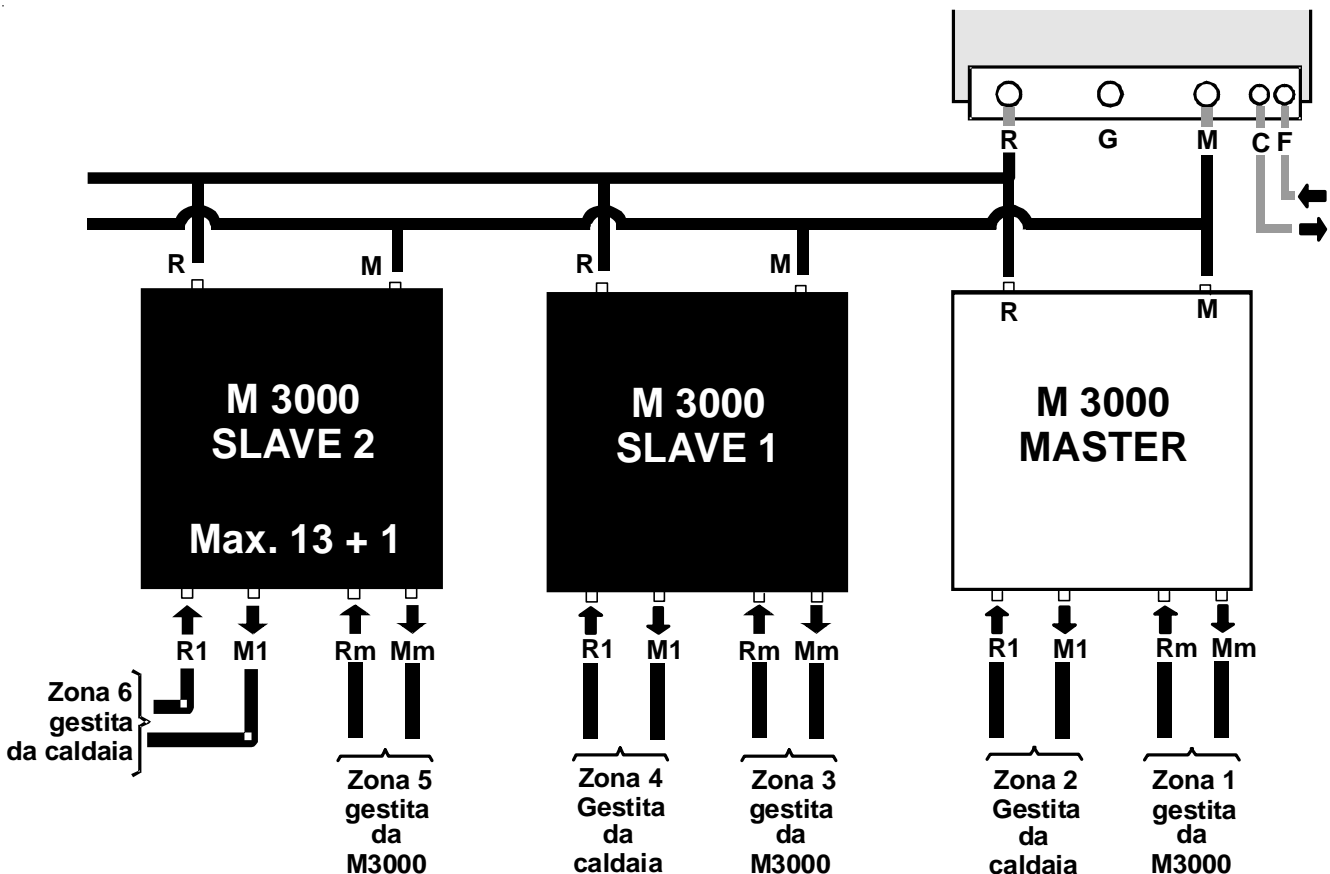 R G M C F
R M R M
R M
M 3000
SLAVE 2
Max. 13 + 1
M 3000
SLAVE 1
M 3000
MASTER
R1 M1 Rm Mm
R1 M1 Rm Mm
R1 M1 Rm Mm
Zona 6
gestita
da caldaia
Zona 5
gestita
da
M3000
Zona 4
Gestita
da
caldaia
Zona 3
gestita
da
M3000
Zona 2
Gestita
da
caldaia
Zona 1
gestita
da
M3000